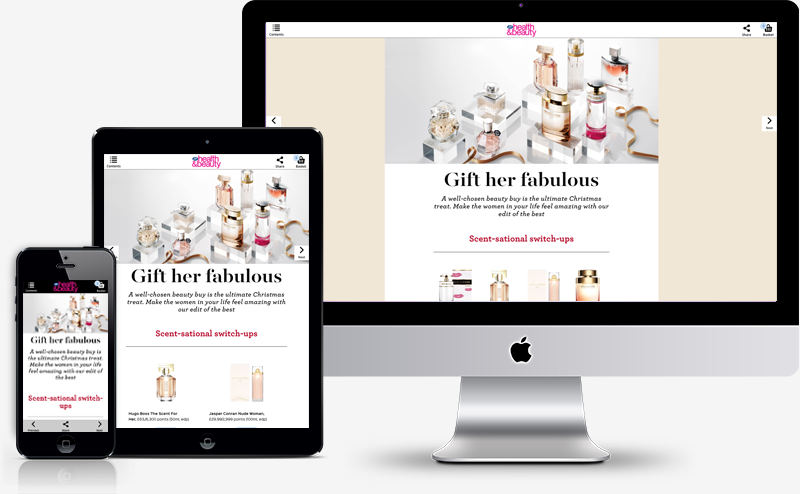 Contents
health
&beauty
Share
Basket
Next
Gift her fabulous
A well-chosen beauty buy is the ultimate Christmas
treat. Make the women in your life feel amazing with our
edit of the best
Scent-sational switch-ups
Contents
health
&beauty
Share
Basket
Next
Gift her fabulous
A well-chosen beauty buy is the ultimate Christmas
treat. Make the women in your life feel amazing with
our edit of the best
Scent-sational switch-ups
Hugo Boss The Scent For
Her,
Jasper Conran Nude Woman,
Contents
health
&beauty
Basket
Gift her fabulous
A well-chosen beauty buy is
the ultimate Christmas treat.
Make the women in your life
feel amazing with our edit of
the best
Scent-sational switch-
ups
Previous
Share
Next